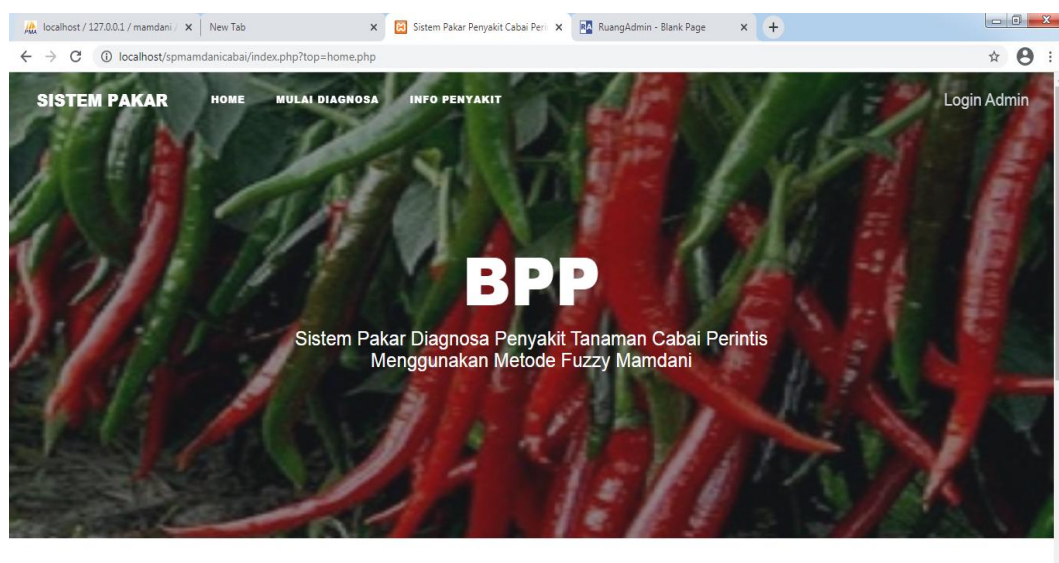 localhost / 127.0.0.1 / mamdani /
New Tab
Sistem Pakar Penyakit Cabai Peri
RuangAdmin - Blank Page
localhost/spmamdanicabai/index.php?top=home.php
SISTEM PAKAR HOME MULAI DIAGNOSA INFO PENYAKIT Login Admin
BPP
Sistem Pakar Diagnosa Penyakit Tanaman Cabai Perintis
Menggunakan Metode Fuzzy Mamdani